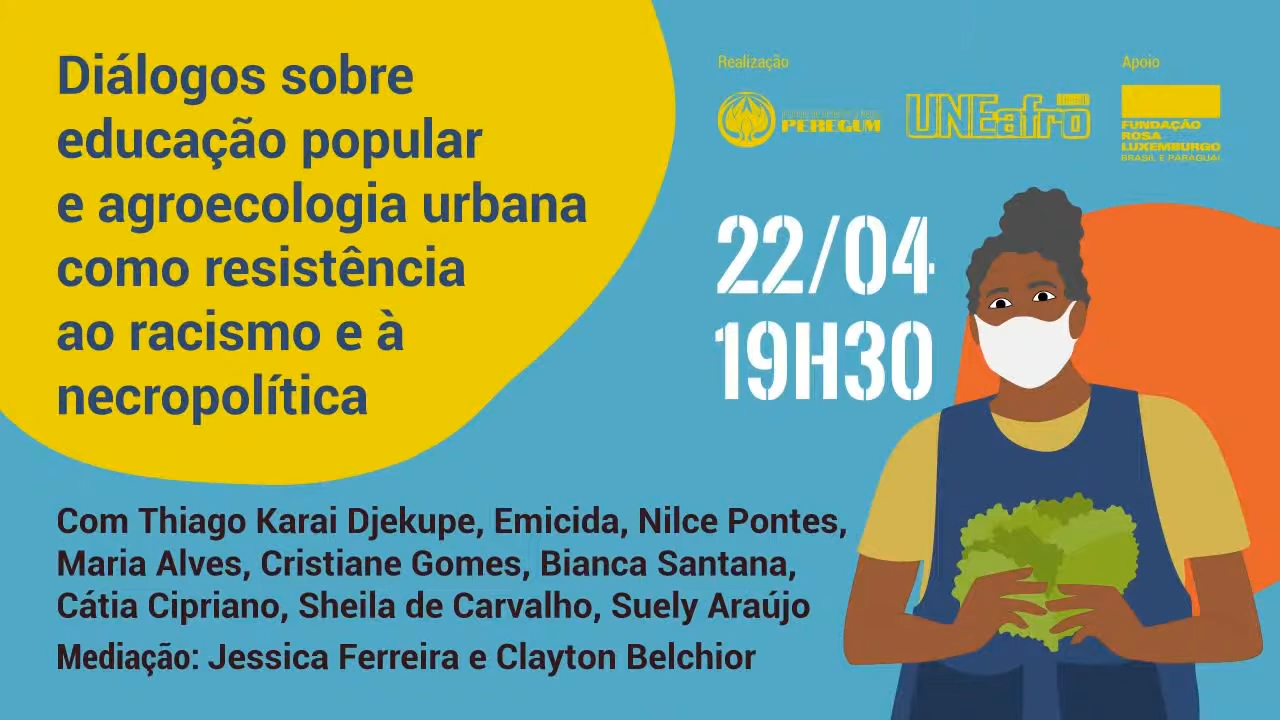 Diálogos sobre
educação popular
e agroecologia urbana
como resistência
ao racismo e à
necropolítica
Realização
PEREGUM
UNEafro
Apoio
FUNDAÇÃO
ROSA
LUXEMBURGO
BRASIL E PARAGUAI
22/04
19H30
Com Thiago Karai Djekupe, Emicida, Nilce Pontes,
Maria Alves, Cristiane Gomes, Bianca Santana,
Cátia Cipriano, Sheila de Carvalho, Suely Araújo
Mediação: Jessica Ferreira e Clayton Belchior